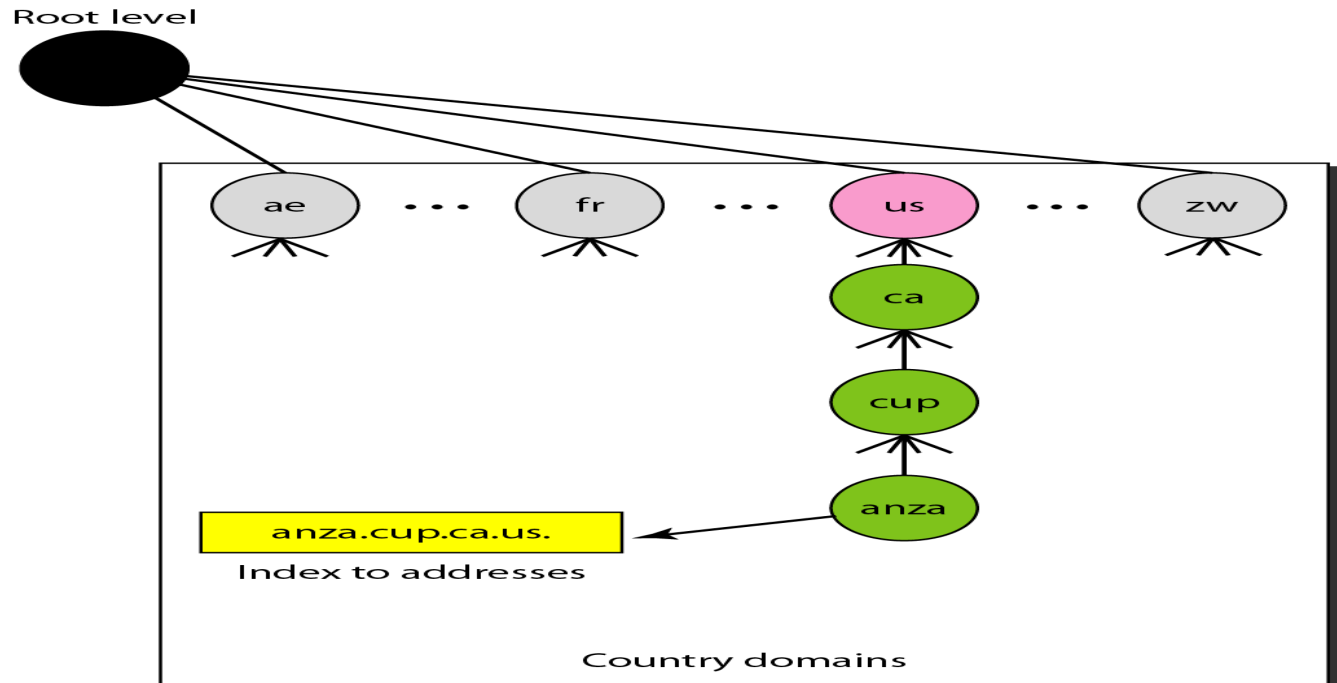 Root level
ae ••• fr ••• us ••• zw
ca
cup
anza
anza.cup.ca.us.
Index to addresses
Country domains